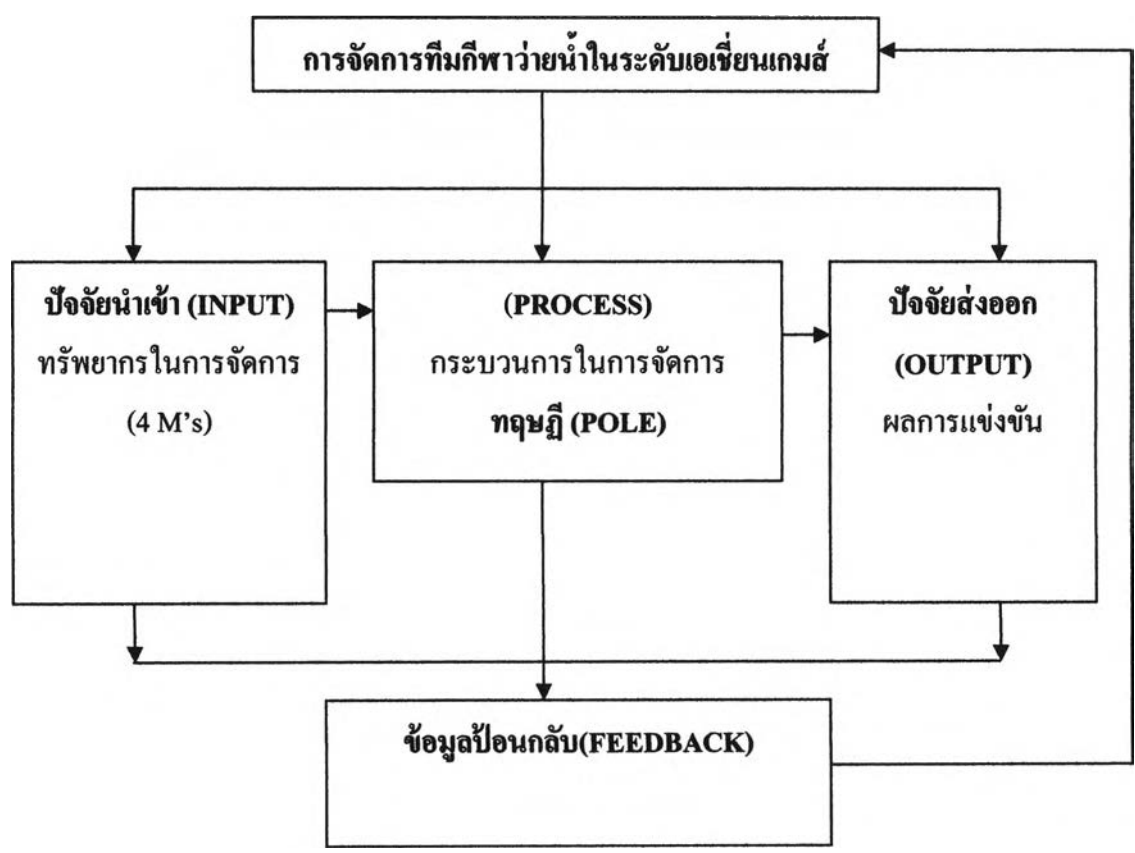 การจัดการทีมกีฬาว่ายน้ำในระดับเอเชี่ยนเกมส์
ปัจจัยนำเข้า (INPUT)
ทรัพยากรในการจัดการ
(4 M’s)
(PROCESS)
กระบวนการในการจัดการ
ทฤษฎี (POLE)
ปัจจัยส่งออก
(OUTPUT)
ผลการแข่งขัน
ข้อมูลป้อนกลับ(FEEDBACK)